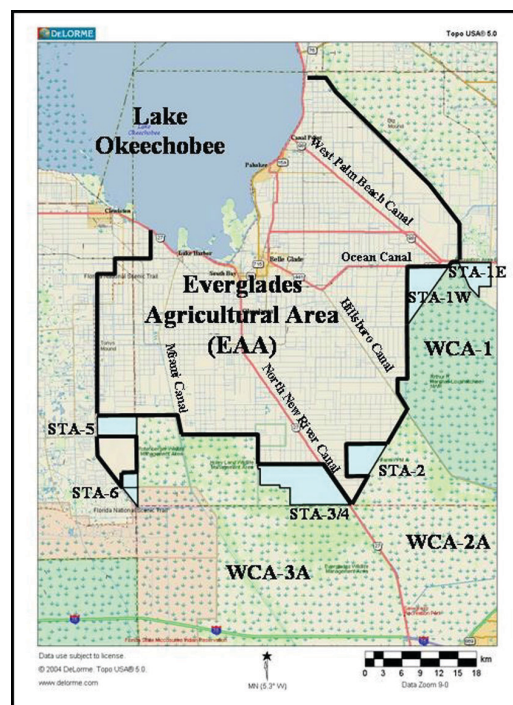 DeLORME
Topo USA® 5.0
Lake
Okeechobee
Lake
Okeechobee
Canal Point
Pahokee
West Palm Beach Canal
Clewiston
Lake Harbor
Belle Glade
South Bay
Ocean Canal
STA-1E
STA-1W
Everglades
Agricultural Area
(EAA)
Hillsboro Canal
WCA-1
Miami Canal
North New River Canal
STA-5
STA-2
STA-6
STA-3/4
WCA-2A
WCA-3A
Data use subject to license.
© 2004 DeLorme. Topo USA® 5.0.
www.delorme.com
MN (5.3° W)
km
0 3 6 9 12 15 18
Data Zoom 9-0